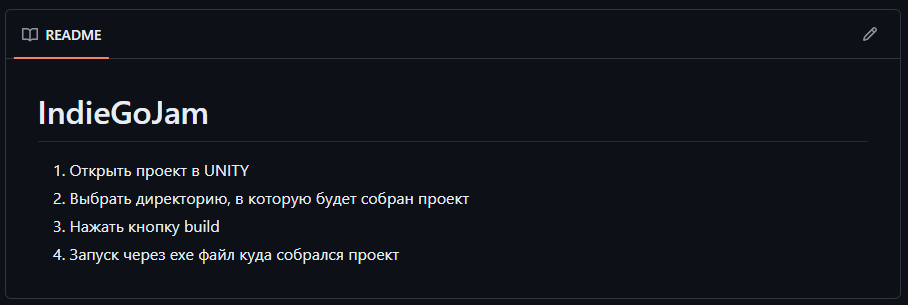 README
IndieGoJam
1. Открыть проект в UNITY
2. Выбрать директорию, в которую будет собран проект
3. Нажать кнопку build
4. Запуск через exe файл куда собрался проект